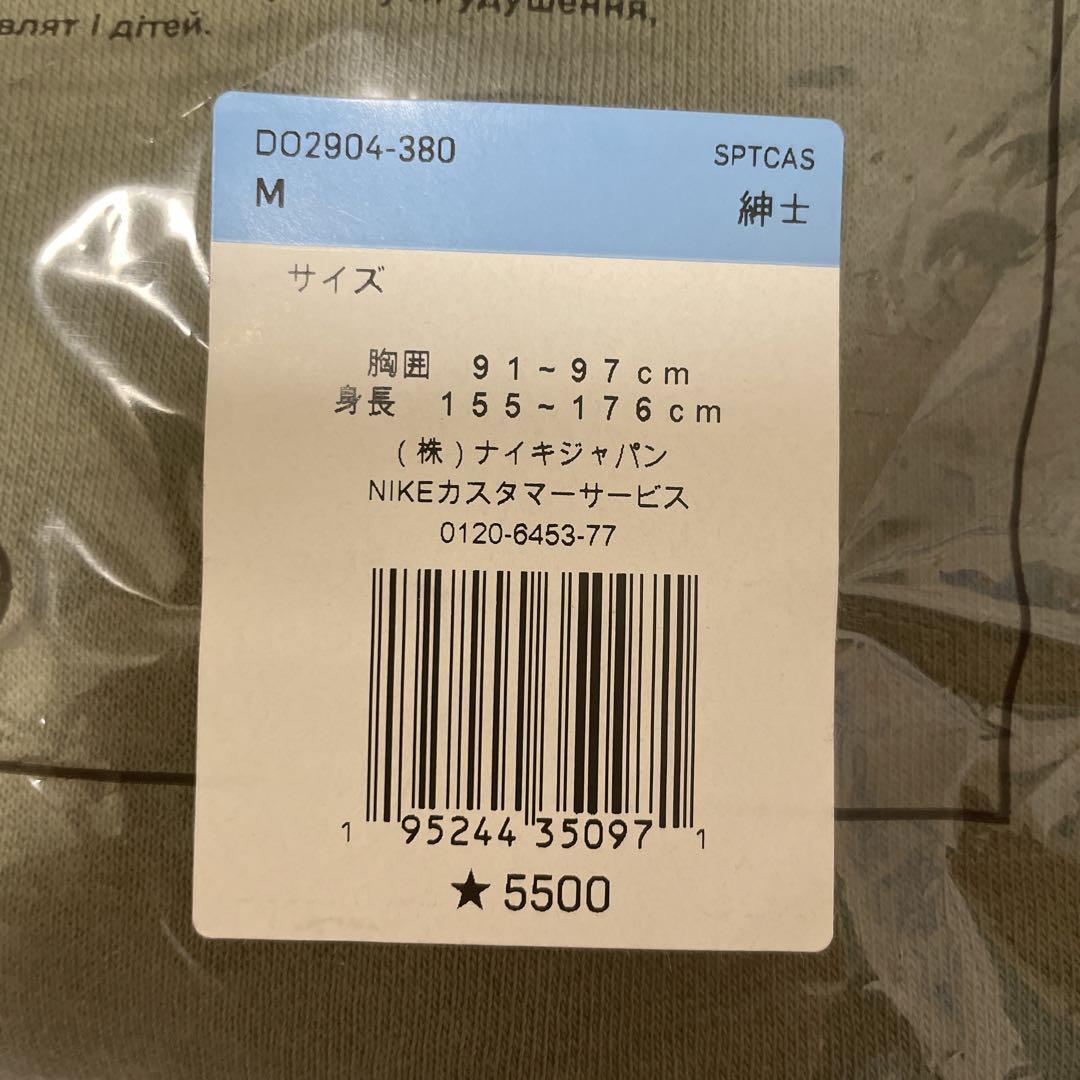 удушення,
влят і дітей.
DO2904-380
SPTCAS
M
紳士
サイズ
胸囲 91~97cm
身長 155~176cm
(株)ナイキジャパン
NIKEカスタマーサービス
0120-6453-77
1 95244 35097 1
★5500